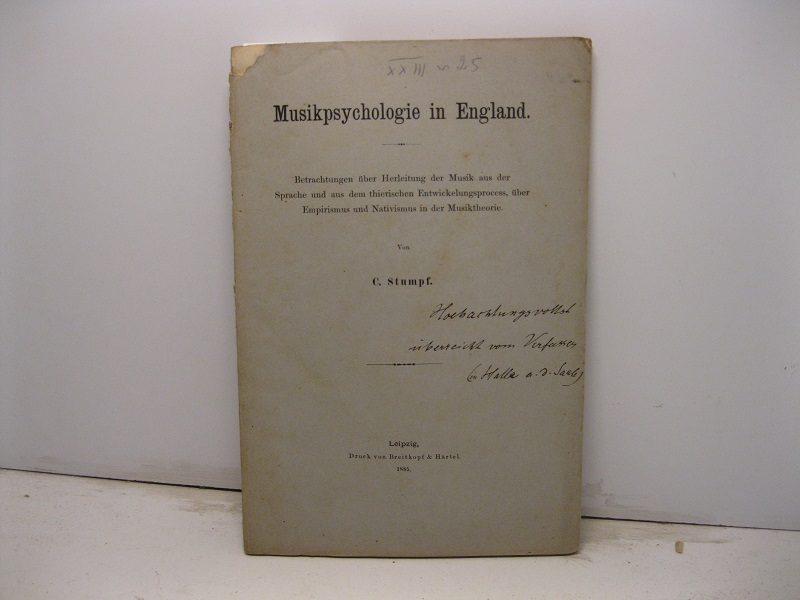 XXIII n 25
Musikpsychologie in England.
Betrachtungen über Herleitung der Musik aus der
Sprache und aus dem thierischen Entwickelungsprocess, über
Empirismus und Nativismus in der Musiktheorie
Von
C. Stumpf.
Hochachtungsvollst
überreicht vom Verfasser
(in Halle a. d. Saale)
Leipzig,
Druck von Breitkopf & Härtel.
1885.